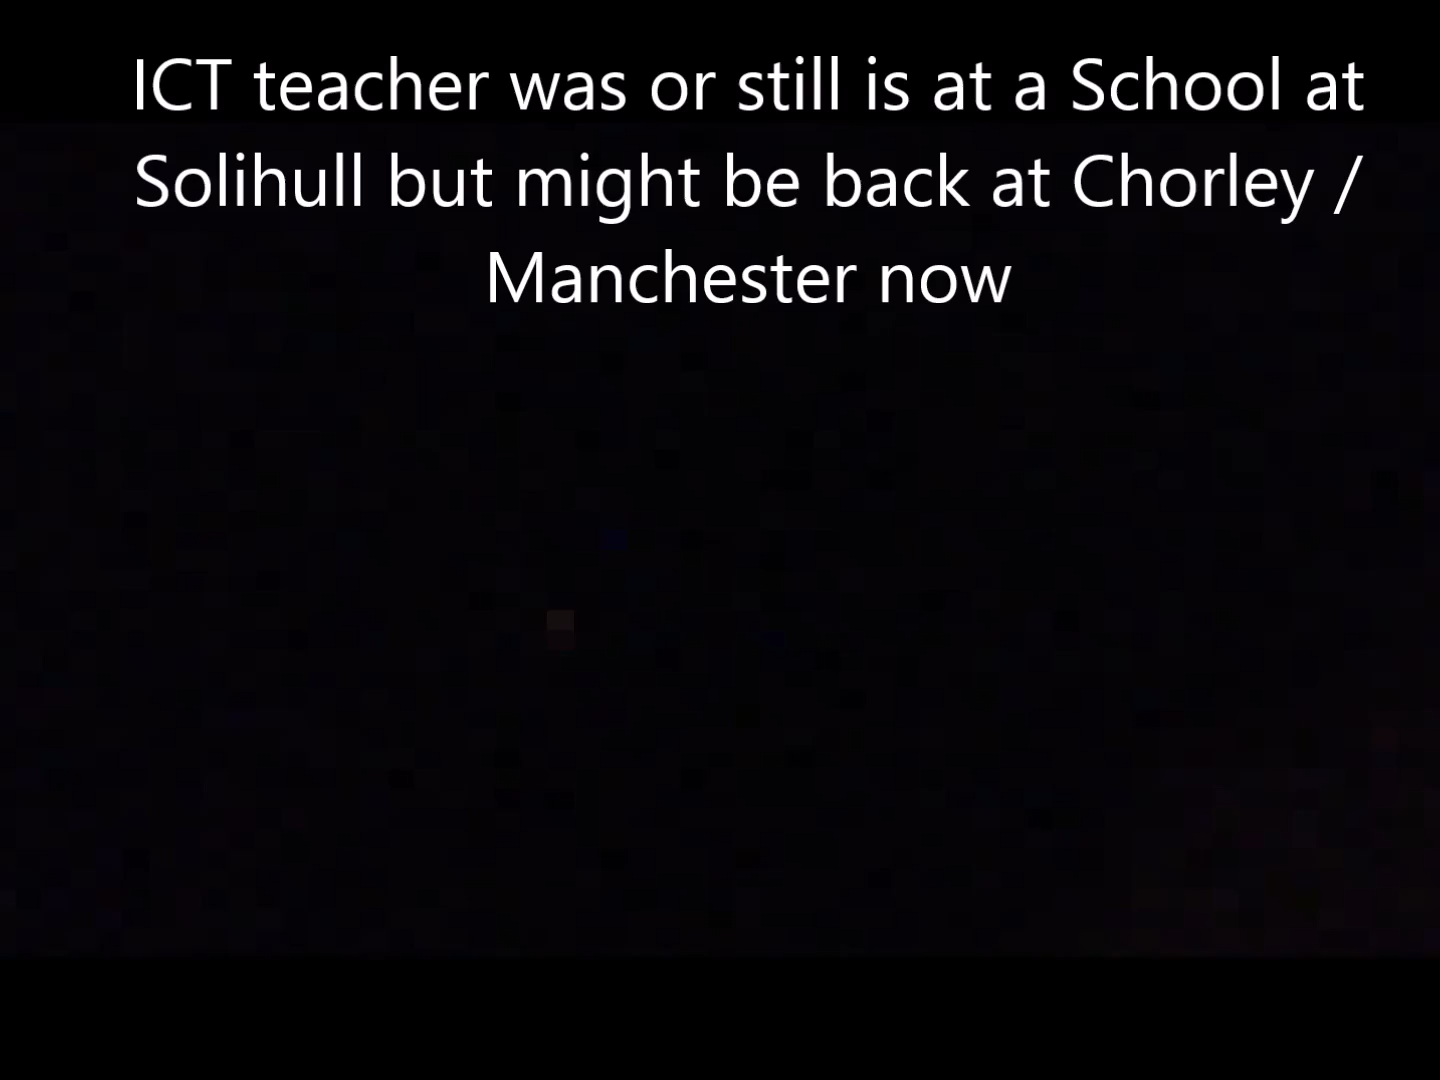 ICT teacher was or still is at a School at
Solihull but might be back at Chorley /
Manchester now